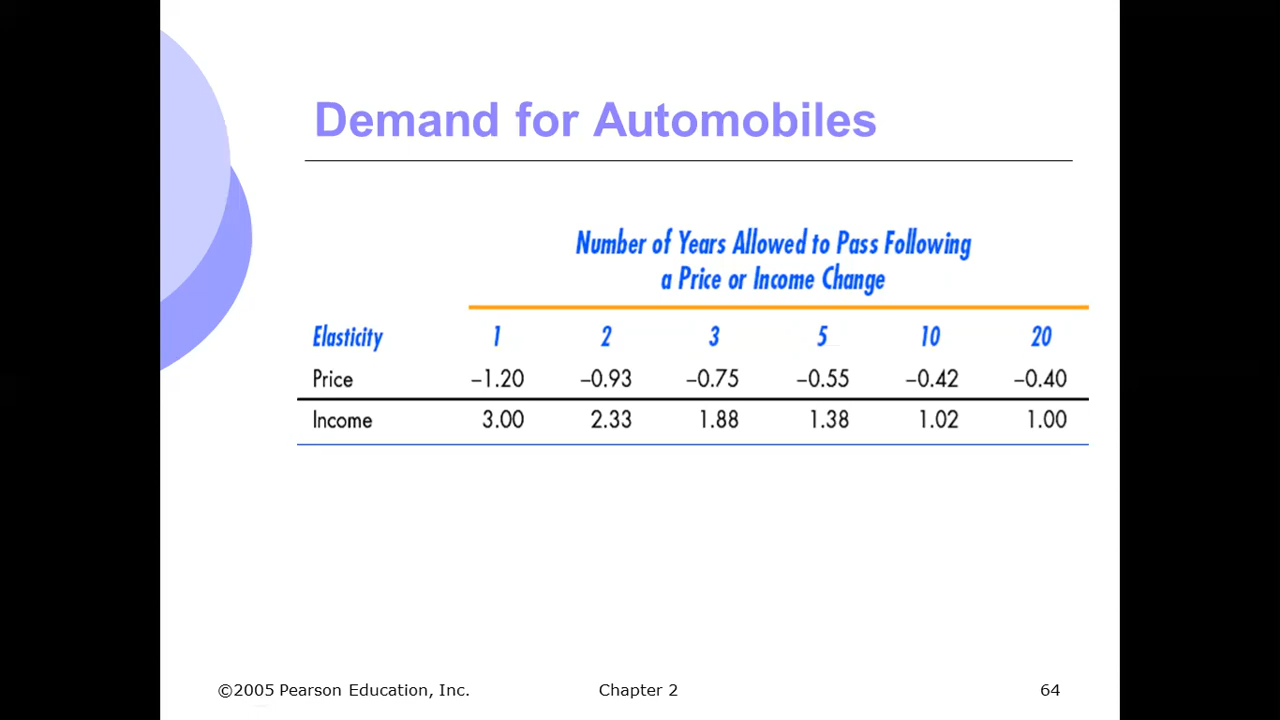 Demand for Automobiles
Number of Years Allowed to Pass Following
a Price or Income Change
Elasticity 1 2 3 5 10 20
Price –1.20 –0.93 –0.75 –0.55 –0.42 –0.40
Income 3.00 2.33 1.88 1.38 1.02 1.00
©2005 Pearson Education, Inc. Chapter 2 64